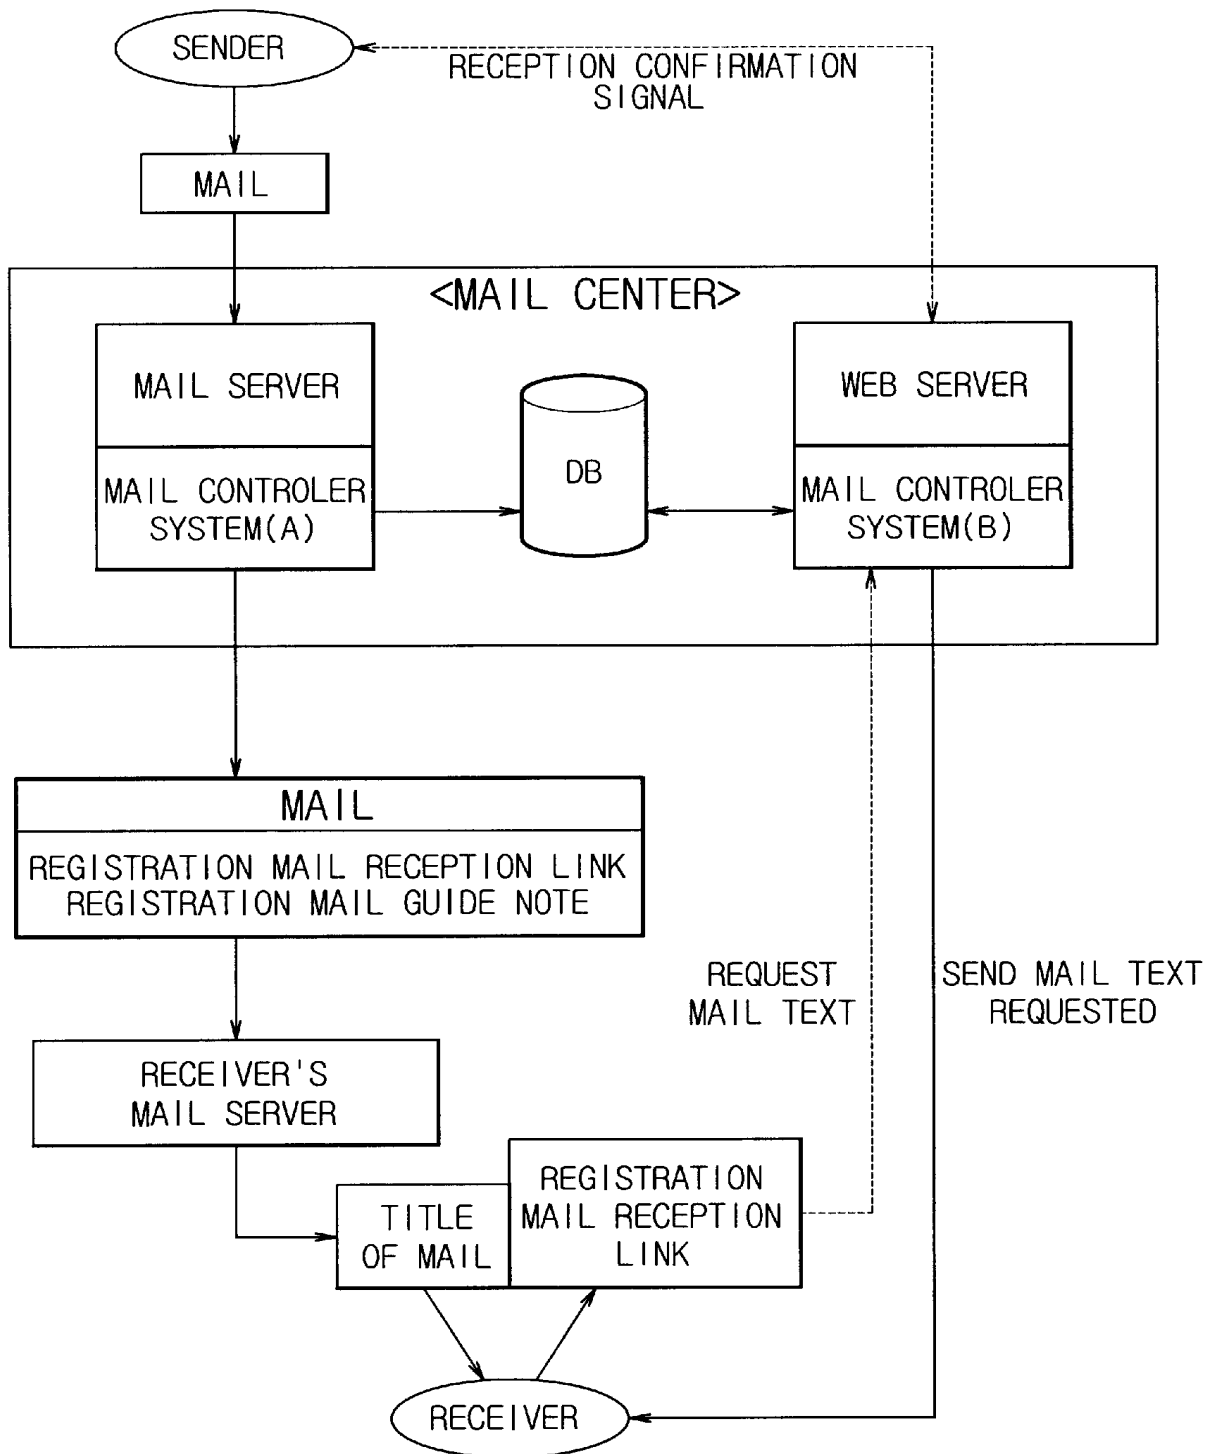 SENDER
RECEPTION CONFIRMATION
SIGNAL
MAIL
<MAIL CENTER>
MAIL SERVER
WEB SERVER
DB
MAIL CONTROLER
SYSTEM(A)
MAIL CONTROLER
SYSTEM(B)
MAIL
REGISTRATION MAIL RECEPTION LINK
REGISTRATION MAIL GUIDE NOTE
REQUEST
MAIL TEXT
SEND MAIL TEXT
REQUESTED
RECEIVER'S
MAIL SERVER
TITLE
OF MAIL
REGISTRATION
MAIL RECEPTION
LINK
RECEIVER